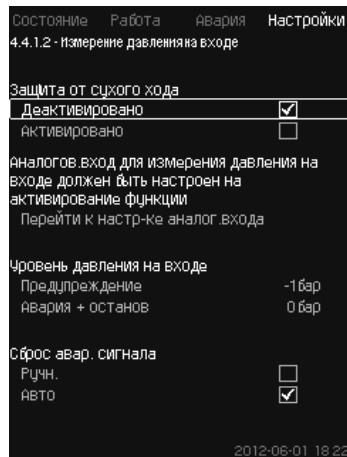 Состояние Работа Авария Настройки
4.4.1.2 - Измерение давления на входе
Защита от сухого хода
Деактивировано
Активировано
Аналогов.вход для измерения давления на
входе должен быть настроен на
активирование функции
Перейти к настр-ке аналог.входа
Уровень давления на входе
Предупреждение -1бар
Авария + останов 0бар
Сброс авар. сигнала
Ручн.
Авто
2012-06-01 18:22